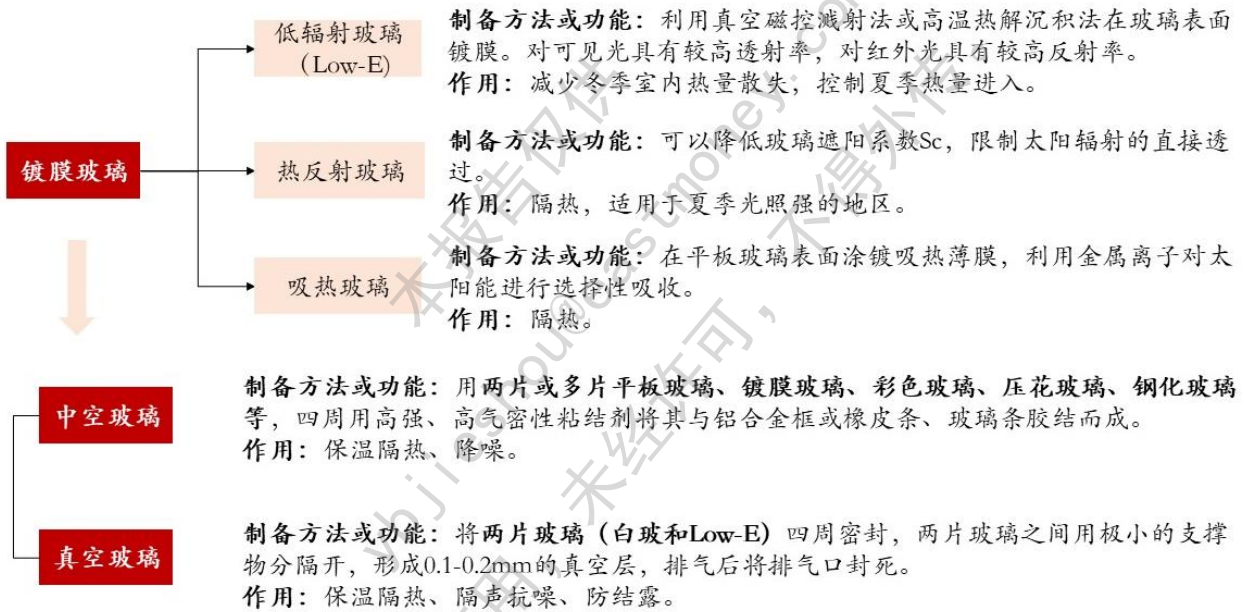 低辐射玻璃
（Low-E)
制备方法或功能：利用真空磁控溅射法或高温热解沉积法在玻璃表面
镀膜。对可见光具有较高透射率，对红外光具有较高反射率。
作用：减少冬季室内热量散失，控制夏季热量进入。
镀膜玻璃
热反射玻璃
制备方法或功能：可以降低玻璃遮阳系数Sc，限制太阳辐射的直接透
过。
作用：隔热，适用于夏季光照强的地区。
吸热玻璃
制备方法或功能：在平板玻璃表面涂镀吸热薄膜，利用金属离子对太
阳能进行选择性吸收。
作用：隔热。
中空玻璃
制备方法或功能：用两片或多片平板玻璃、镀膜玻璃、彩色玻璃、压花玻璃、钢化玻璃
等，四周用高强、高气密性粘结剂将其与铝合金框或橡皮条、玻璃条胶结而成。
作用：保温隔热、降噪。
真空玻璃
制备方法或功能：将两片玻璃（白玻和Low-E）四周密封，两片玻璃之间用极小的支撑
物分隔开，形成0.1-0.2mm的真空层，排气后将排气口封死。
作用：保温隔热、隔声抗噪、防结露。
本报告仅供
ybjieshou@eastmoney.com
用，未经许可，不得外传。